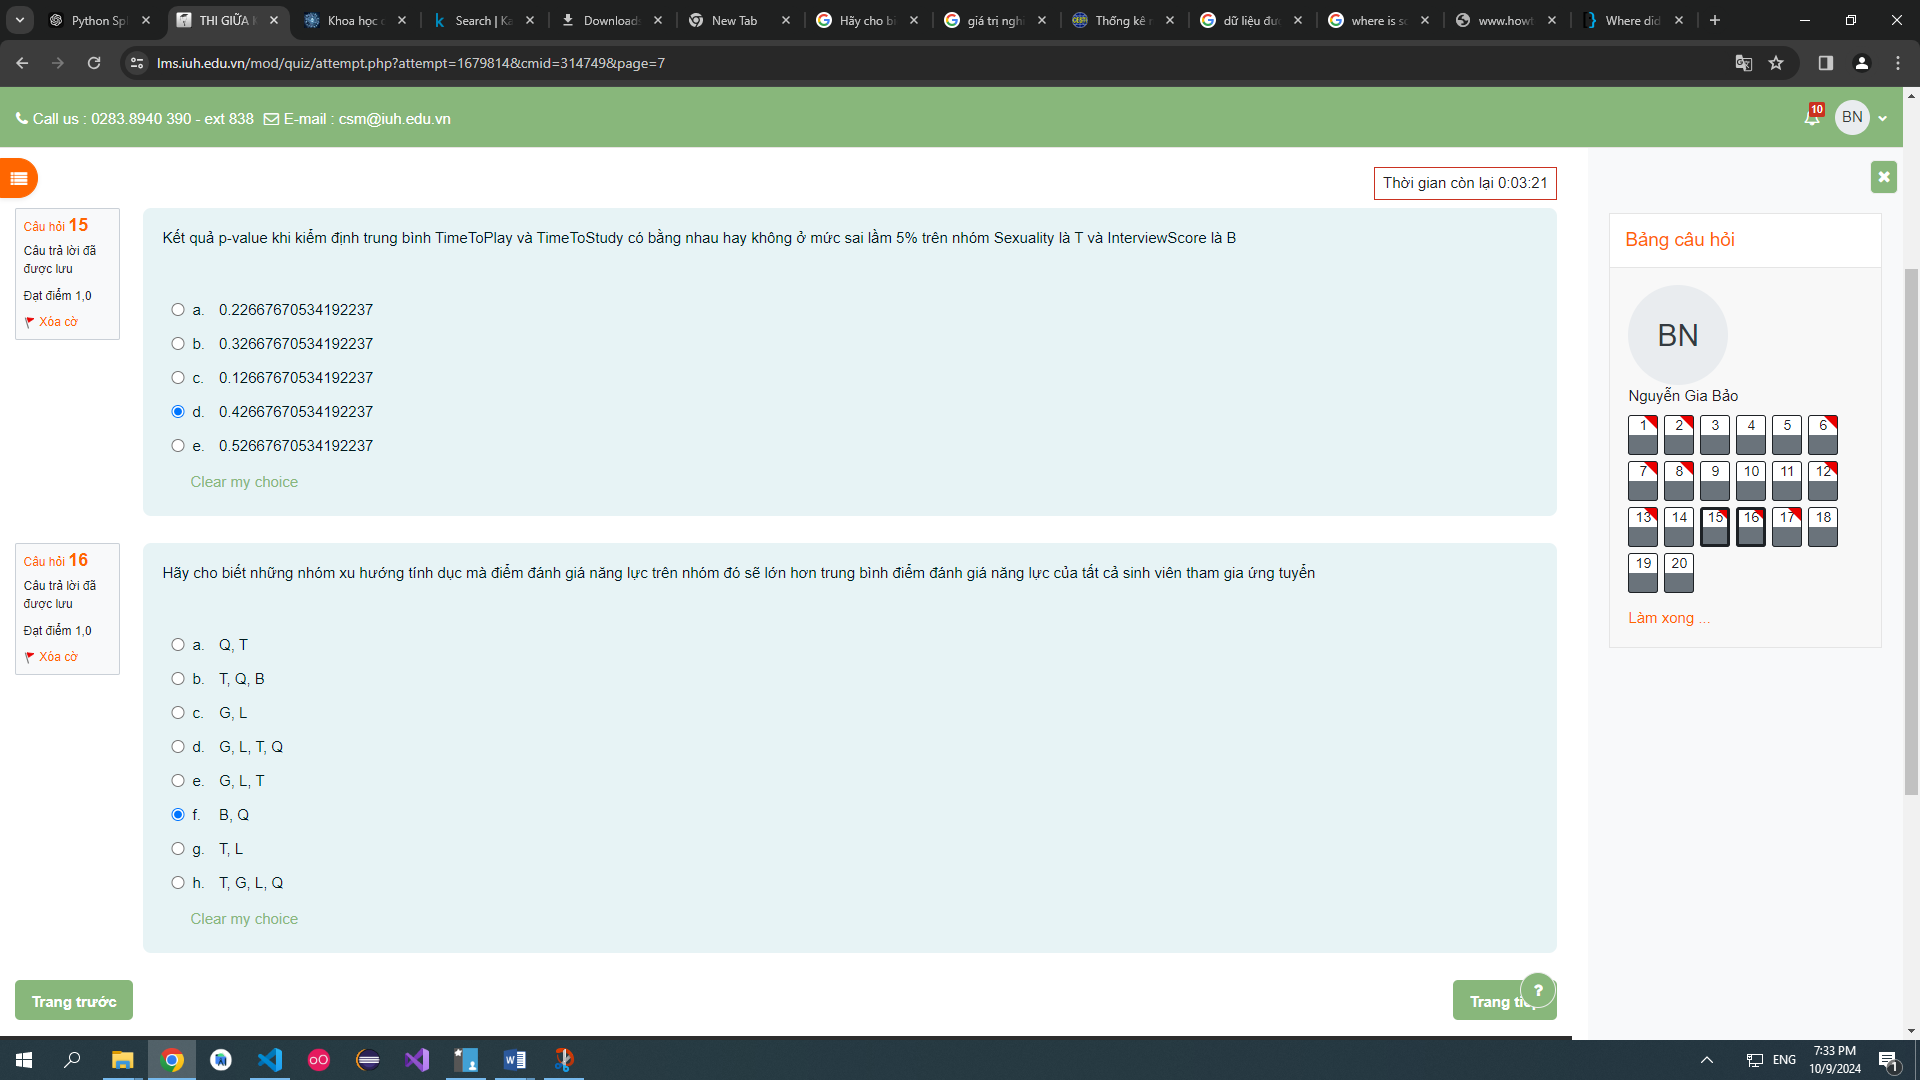 Python Sp
THI GIỮA K
Khoa học
Search | Ka
Downloads
New Tab
Hãy cho bi
giá trị nghi
Thống kê
dữ liệu đư
where is s
www.howt
Where did
lms.iuh.edu.vn/mod/quiz/attempt.php?attempt=1679814&cmid=314749&page=7
Call us : 0283.8940 390 - ext 838 E-mail : csm@iuh.edu.vn
10
BN
Thời gian còn lại 0:03:21
Câu hỏi 15
Câu trả lời đã
được lưu
Đạt điểm 1,0
Xóa cờ
Kết quả p-value khi kiểm định trung bình TimeToPlay và TimeToStudy có bằng nhau hay không ở mức sai lầm 5% trên nhóm Sexuality là T và InterviewScore là B
a. 0.22667670534192237
b. 0.32667670534192237
c. 0.12667670534192237
d. 0.42667670534192237
e. 0.52667670534192237
Clear my choice
Câu hỏi 16
Câu trả lời đã
được lưu
Đạt điểm 1,0
Xóa cờ
Hãy cho biết những nhóm xu hướng tính dục mà điểm đánh giá năng lực trên nhóm đó sẽ lớn hơn trung bình điểm đánh giá năng lực của tất cả sinh viên tham gia ứng tuyển
a. Q, T
b. T, Q, B
c. G, L
d. G, L, T, Q
e. G, L, T
f. B, Q
g. T, L
h. T, G, L, Q
Clear my choice
Trang trước
Trang ti
?
Bảng câu hỏi
BN
Nguyễn Gia Bảo
1 2 3 4 5 6
7 8 9 10 11 12
13 14 15 16 17 18
19 20
Làm xong ...
ENG
7:33 PM
10/9/2024
1